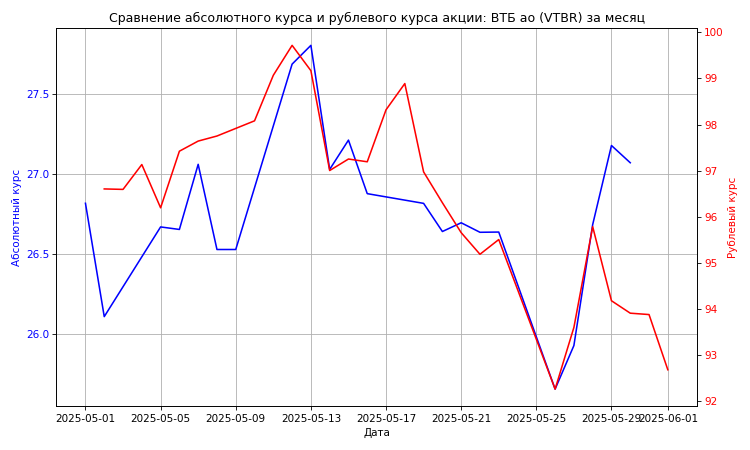 Сравнение абсолютного курса и рублевого курса акции: ВТБ ао (VTBR) за месяц
27.5
27.0
26.5
26.0
Абсолютный курс
100
99
98
97
96
95
94
93
92
Рублевый курс
2025-05-01 2025-05-05 2025-05-09 2025-05-13 2025-05-17 2025-05-21 2025-05-25 2025-05-29 2025-06-01
Дата